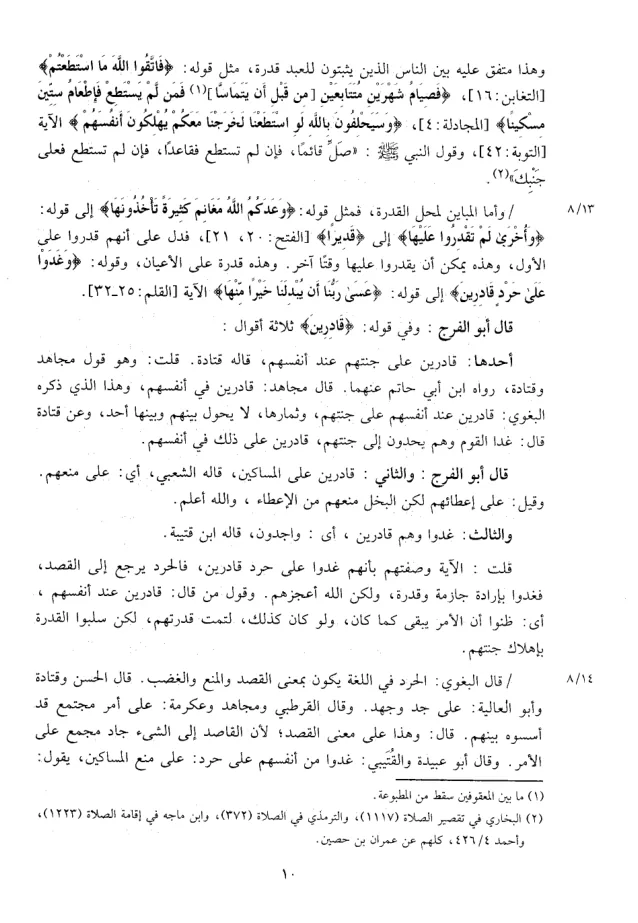 وهذا متفق عليه بين الناس الذين يثبتون للعبد قدرة، مثل قوله: ﴿فَاتَّقُوا اللَّهَ مَا اسْتَطَعْتُمْ﴾
[التغابن:١٦]، ﴿فَصِيَامُ شَهْرَيْنِ مُتَتَابِعَيْنِ [مِن قَبْلِ أَن يَتَمَاسَّا](١) فَمَن لَّمْ يَسْتَطِعْ فَإِطْعَامُ سِتِّينَ
مِسْكِينًا﴾ [المجادلة:٤]، ﴿وَسَيَحْلِفُونَ بِاللَّهِ لَوِ اسْتَطَعْنَا لَخَرَجْنَا مَعَكُمْ يُهْلِكُونَ أَنفُسَهُمْ﴾ الآية
[التوبة:٤٢]، وقول النبي ﷺ : «صَلِّ قائمًا، فإن لم تستطع فقاعدًا، فإن لم تستطع فعلى
جَنْبِك»(٢).
٨/١٣ / وأما المباين لمحل القدرة، فمثل قوله: ﴿وَعَدَكُمُ اللَّهُ مَغَانِمَ كَثِيرَةً تَأْخُذُونَهَا﴾ إلى قوله:
﴿وَأُخْرَىٰ لَمْ تَقْدِرُوا عَلَيْهَا﴾ إلى ﴿قَدِيرًا﴾ [الفتح:٢٠، ٢١]، فدل على أنهم قدروا على
الأول، وهذه يمكن أن يقدروا عليها وقتًا آخر. وهذه قدرة على الأعيان، وقوله: ﴿وَغَدَوْا
عَلَىٰ حَرْدٍ قَادِرِينَ﴾ إلى قوله: ﴿عَسَىٰ رَبُّنَا أَن يُبْدِلَنَا خَيْرًا مِّنْهَا﴾ الآية [القلم:٢٥ـ٣٢].
قال أبو الفرج : وفي قوله: ﴿قَادِرِينَ﴾ ثلاثة أقوال :
أحدها: قادرين على جنتهم عند أنفسهم، قاله قتادة. قلت: وهو قول مجاهد
وقتادة، رواه ابن أبي حاتم عنهما. قال مجاهد: قادرين في أنفسهم، وهذا الذي ذكره
البغوي: قادرين عند أنفسهم على جنتهم، وثمارها، لا يحول بينهم وبينها أحد، وعن قتادة
قال: غدا القوم وهم يحدون إلى جنتهم، قادرين على ذلك في أنفسهم.
قال أبو الفرج : والثاني : قادرين على المساكين، قاله الشعبي، أي: على منعهم.
وقيل: على إعطائهم لكن البخل منعهم من الإعطاء ، والله أعلم.
والثالث: غدوا وهم قادرين ، أى : واجدون، قاله ابن قتيبة.
قلت : الآية وصفتهم بأنهم غدوا على حرد قادرين، فالحرد يرجع إلى القصد،
فغدوا بإرادة جازمة وقدرة، ولكن الله أعجزهم. وقول من قال: قادرين عند أنفسهم ،
أى: ظنوا أن الأمر يبقى كما كان، ولو كان كذلك، لتمت قدرتهم، لكن سلبوا القدرة
بإهلاك جنتهم.
٨/١٤ / قال البغوي: الحرد في اللغة يكون بمعنى القصد والمنع والغضب. قال الحسن وقتادة
وأبو العالية: على جد وجهد. وقال القرطبي ومجاهد وعكرمة: على أمر مجتمع قد
أسسوه بينهم. قال: وهذا على معنى القصد؛ لأن القاصد إلى الشىء جاد مجمع على
الأمر. وقال أبو عبيدة والقُتَيبي: غدوا من أنفسهم على حرد: على منع المساكين، يقول:
(١) ما بين المعقوفين سقط من المطبوعة.
(٢) البخاري في تقصير الصلاة (١١١٧)، والترمذي في الصلاة (٣٧٢)، وابن ماجه في إقامة الصلاة (١٢٢٣)،
وأحمد ٤٢٦/٤، كلهم عن عمران بن حصين.
١٠